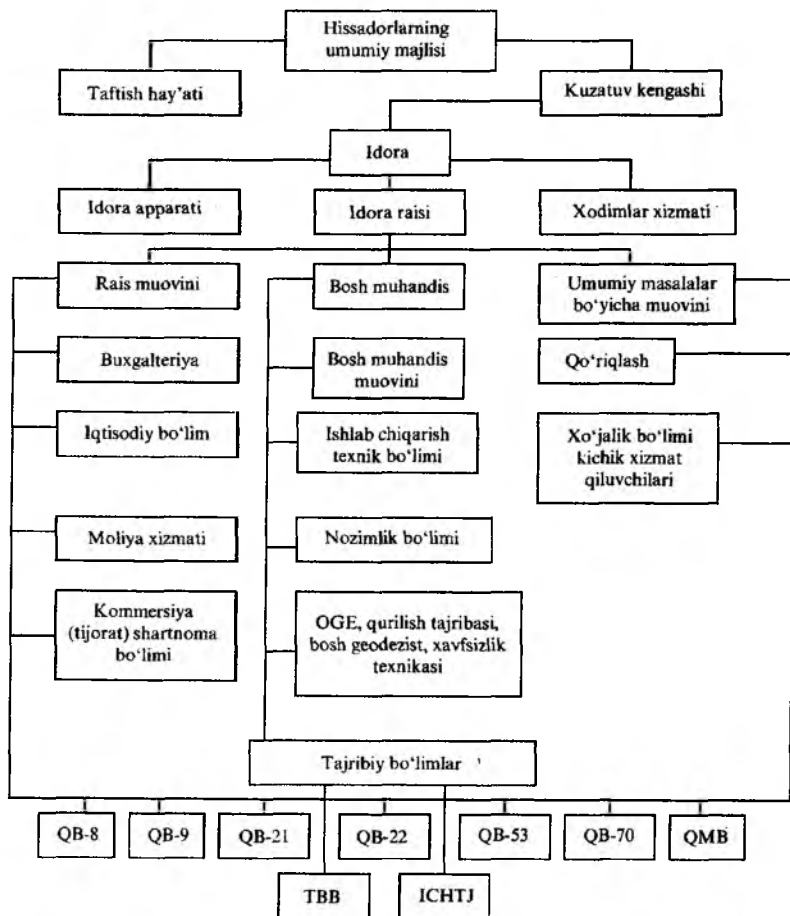 Hissadorlarning
umumiy majlisi
Taftish hay’ati
Kuzatuv kengashi
Idora
Idora apparati
Idora raisi
Xodimlar xizmati
Rais muovini
Bosh muhandis
Umumiy masalalar
bo‘yicha muovini
Buxgalteriya
Bosh muhandis
muovini
Qo‘riqlash
Iqtisodiy bo‘lim
Ishlab chiqarish
texnik bo‘limi
Xo‘jalik bo‘limi
kichik xizmat
qiluvchilari
Moliya xizmati
Nozimlik bo‘limi
Kommersiya
(tijorat) shartnoma
bo‘limi
OGE, qurilish tajribasi,
bosh geodezist, xavfsizlik
texnikasi
Tajribiy bo‘limlar
QB-8
QB-9
QB-21
QB-22
QB-53
QB-70
QMB
TBB
ICHTJ